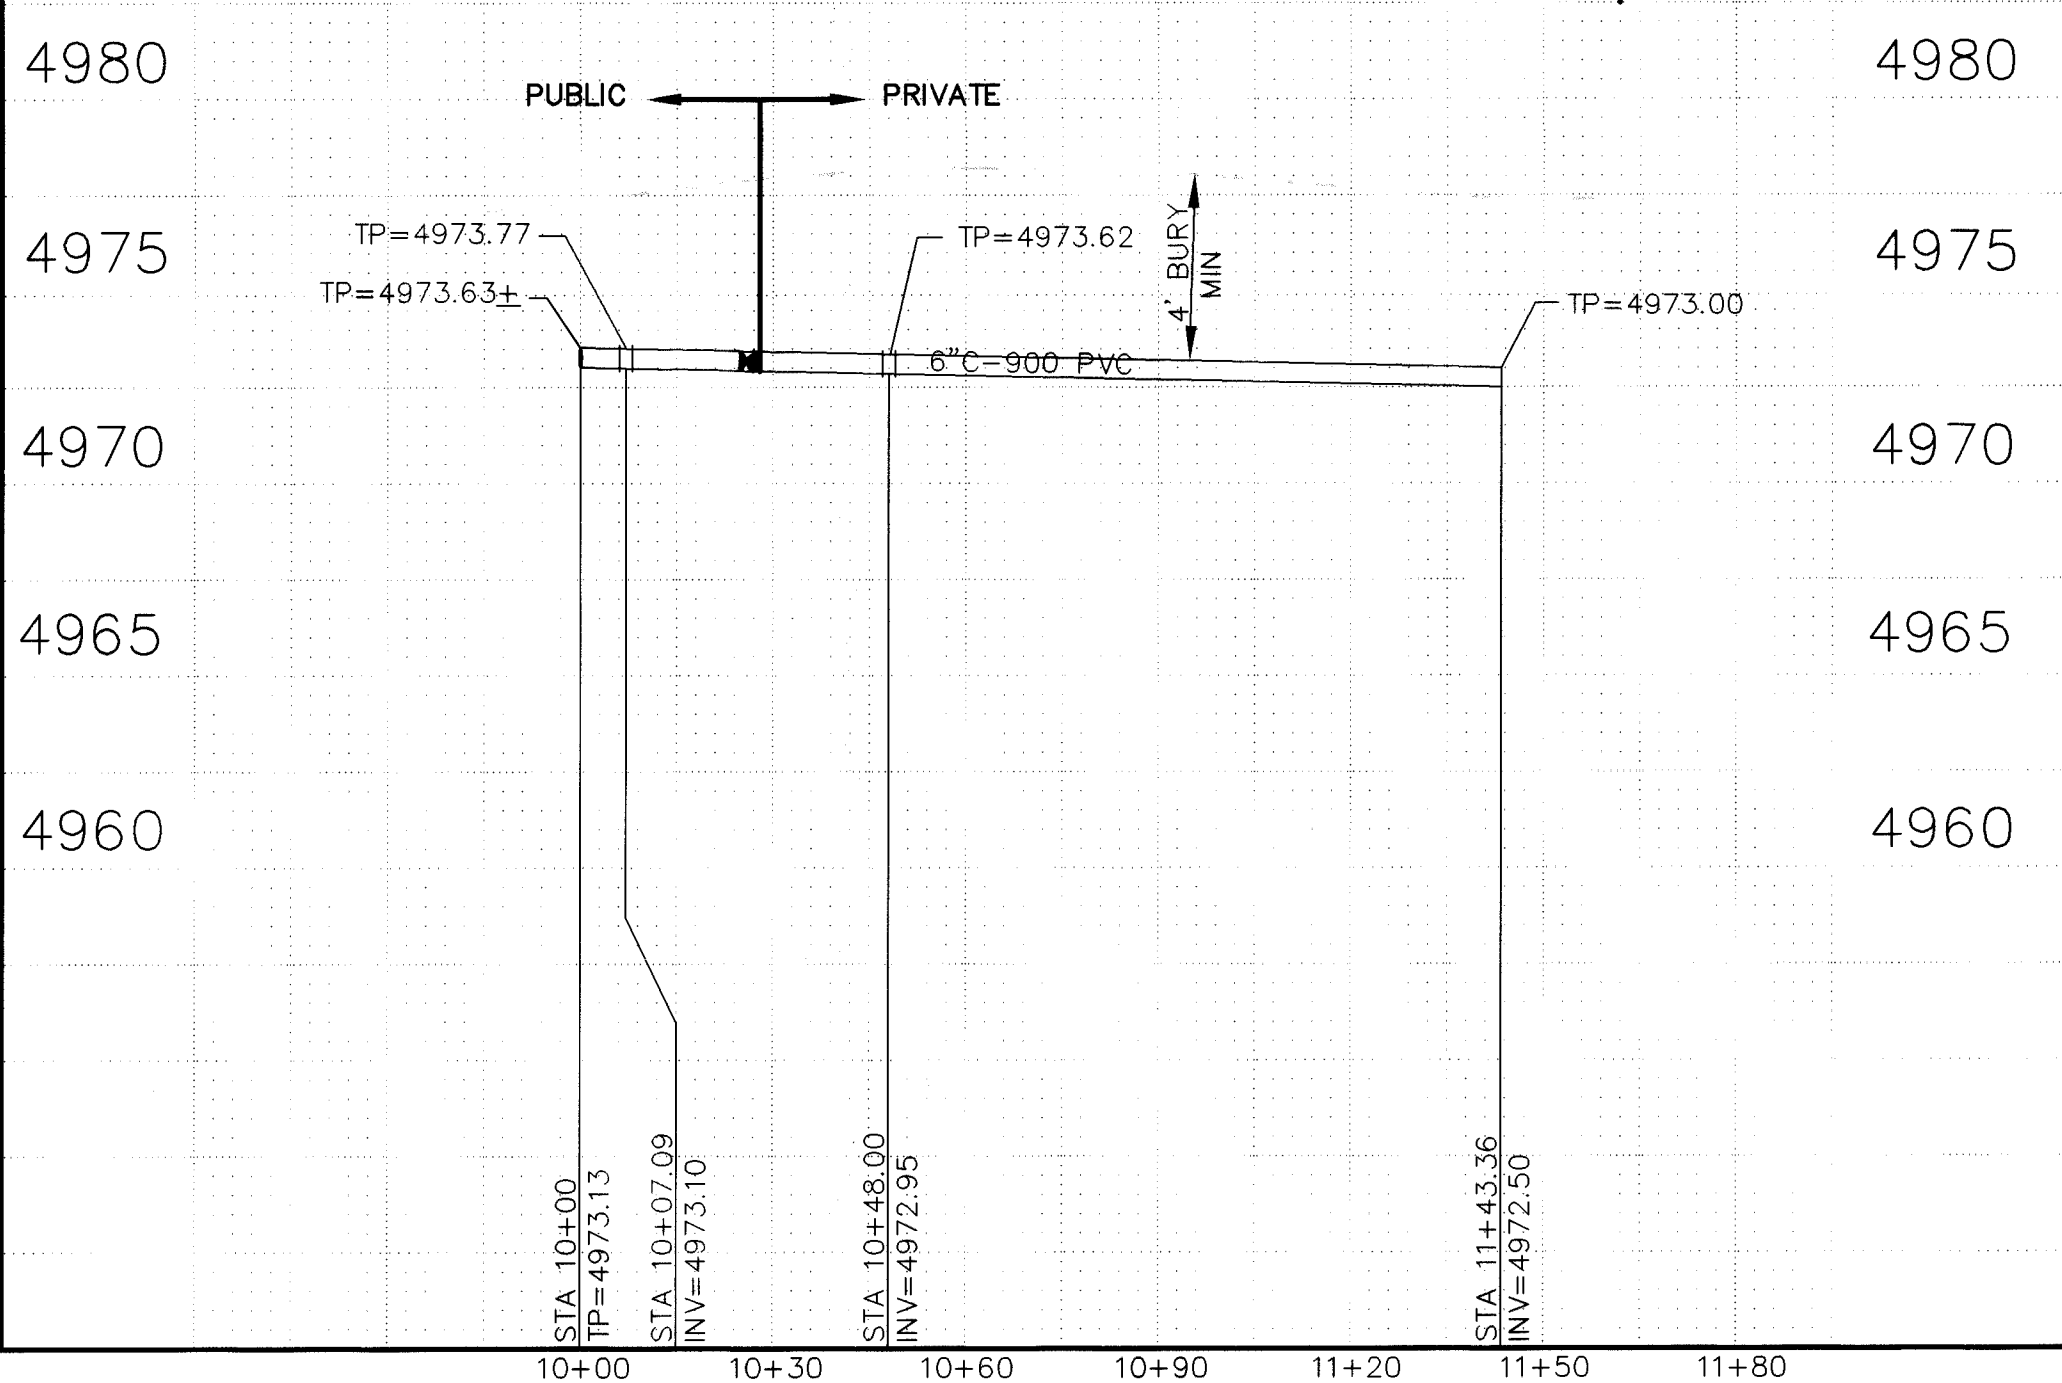 4980
4980
PUBLIC
PRIVATE
4975
TP=4973.77
TP=4973.62
4' BURY
MIN
4975
TP=4973.63±
TP=4973.00
6"C-900 PVC
4970
4970
4965
4965
4960
4960
STA 10+00
TP=4973.13
STA 10+07.09
INV=4973.10
STA 10+48.00
INV=4972.95
STA 11+43.36
INV=4972.50
10+00
10+30
10+60
10+90
11+20
11+50
11+80